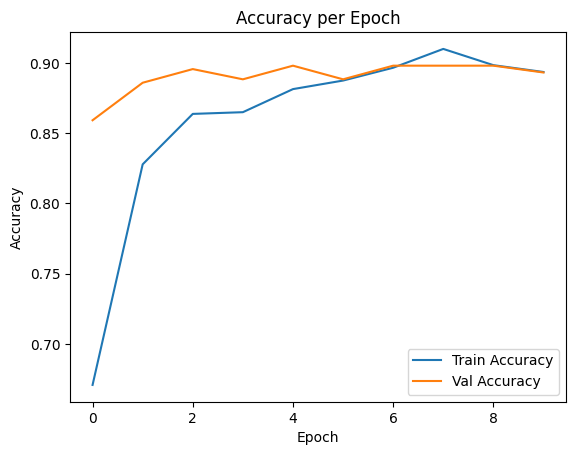 Accuracy per Epoch
Accuracy
0.90
0.85
0.80
0.75
0.70
0 2 4 6 8
Epoch
Train Accuracy
Val Accuracy